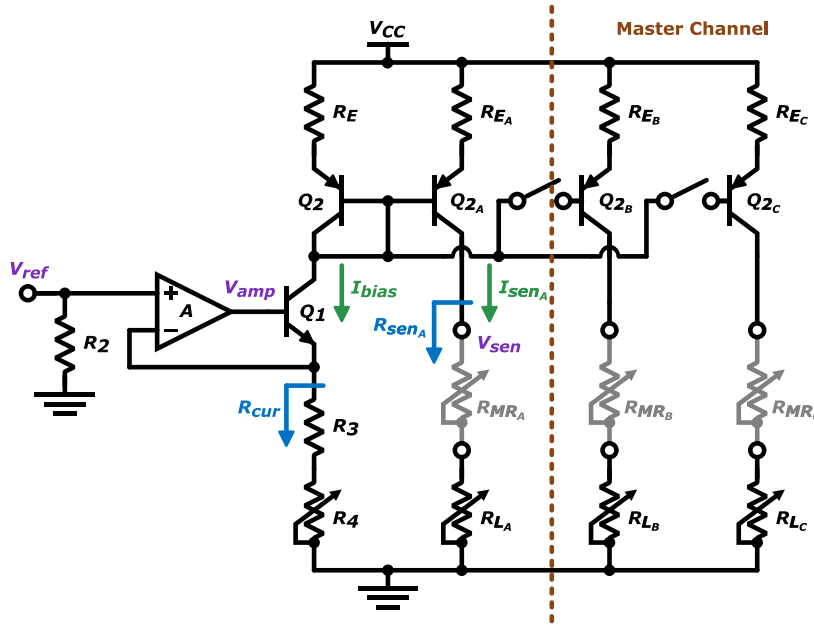 VCC
Master Channel
RE
REA
REB
REC
Q2
Q2A
Q2B
Q2C
Vref
Vamp
Ibias
IsenA
A
Q1
R2
RsenA
Vsen
Rcur
R3
RMRA
RMRB
R4
RLA
RLB
RLC